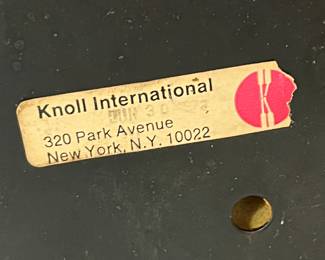 Knoll International
320 Park Avenue
New York, N.Y. 10022
K